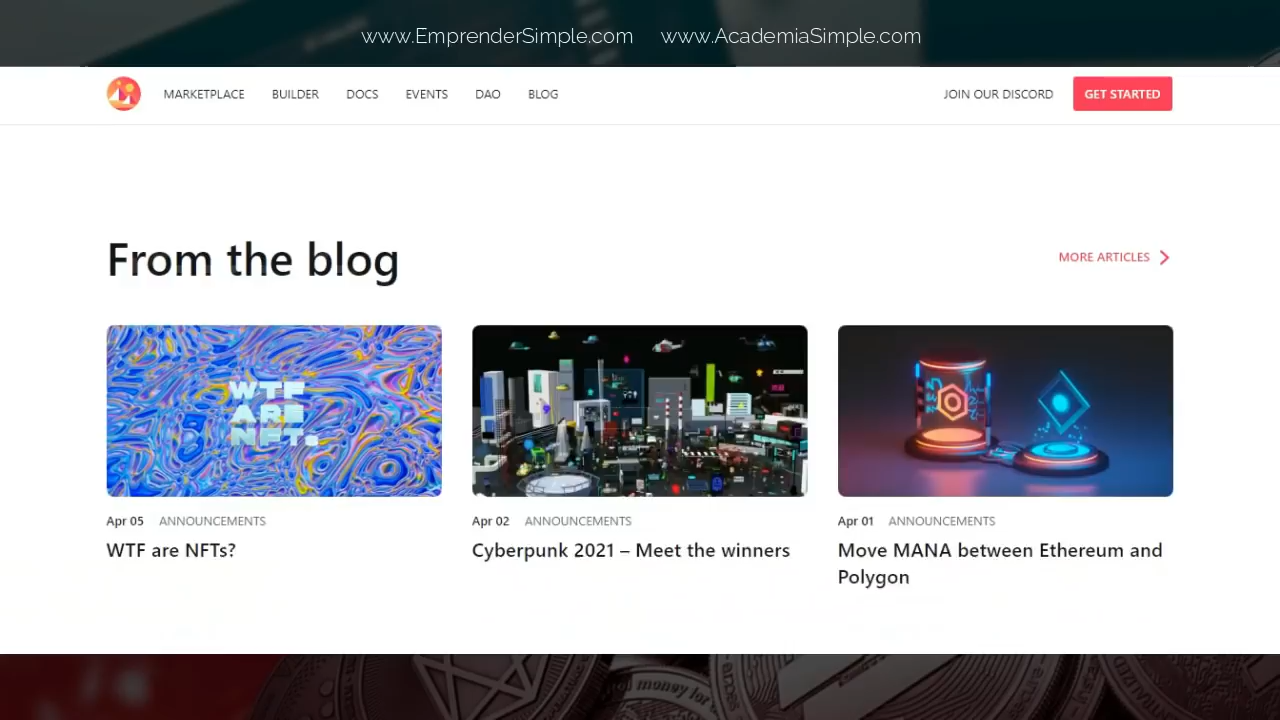 www.EmprenderSimple.com www.AcademiaSimple.com
MARKETPLACE BUILDER DOCS EVENTS DAO BLOG JOIN OUR DISCORD GET STARTED
From the blog
MORE ARTICLES
WTF
ARE
NFT.
Apr 05 ANNOUNCEMENTS
WTF are NFTs?
Apr 02 ANNOUNCEMENTS
Cyberpunk 2021 – Meet the winners
Apr 01 ANNOUNCEMENTS
Move MANA between Ethereum and
Polygon
money for